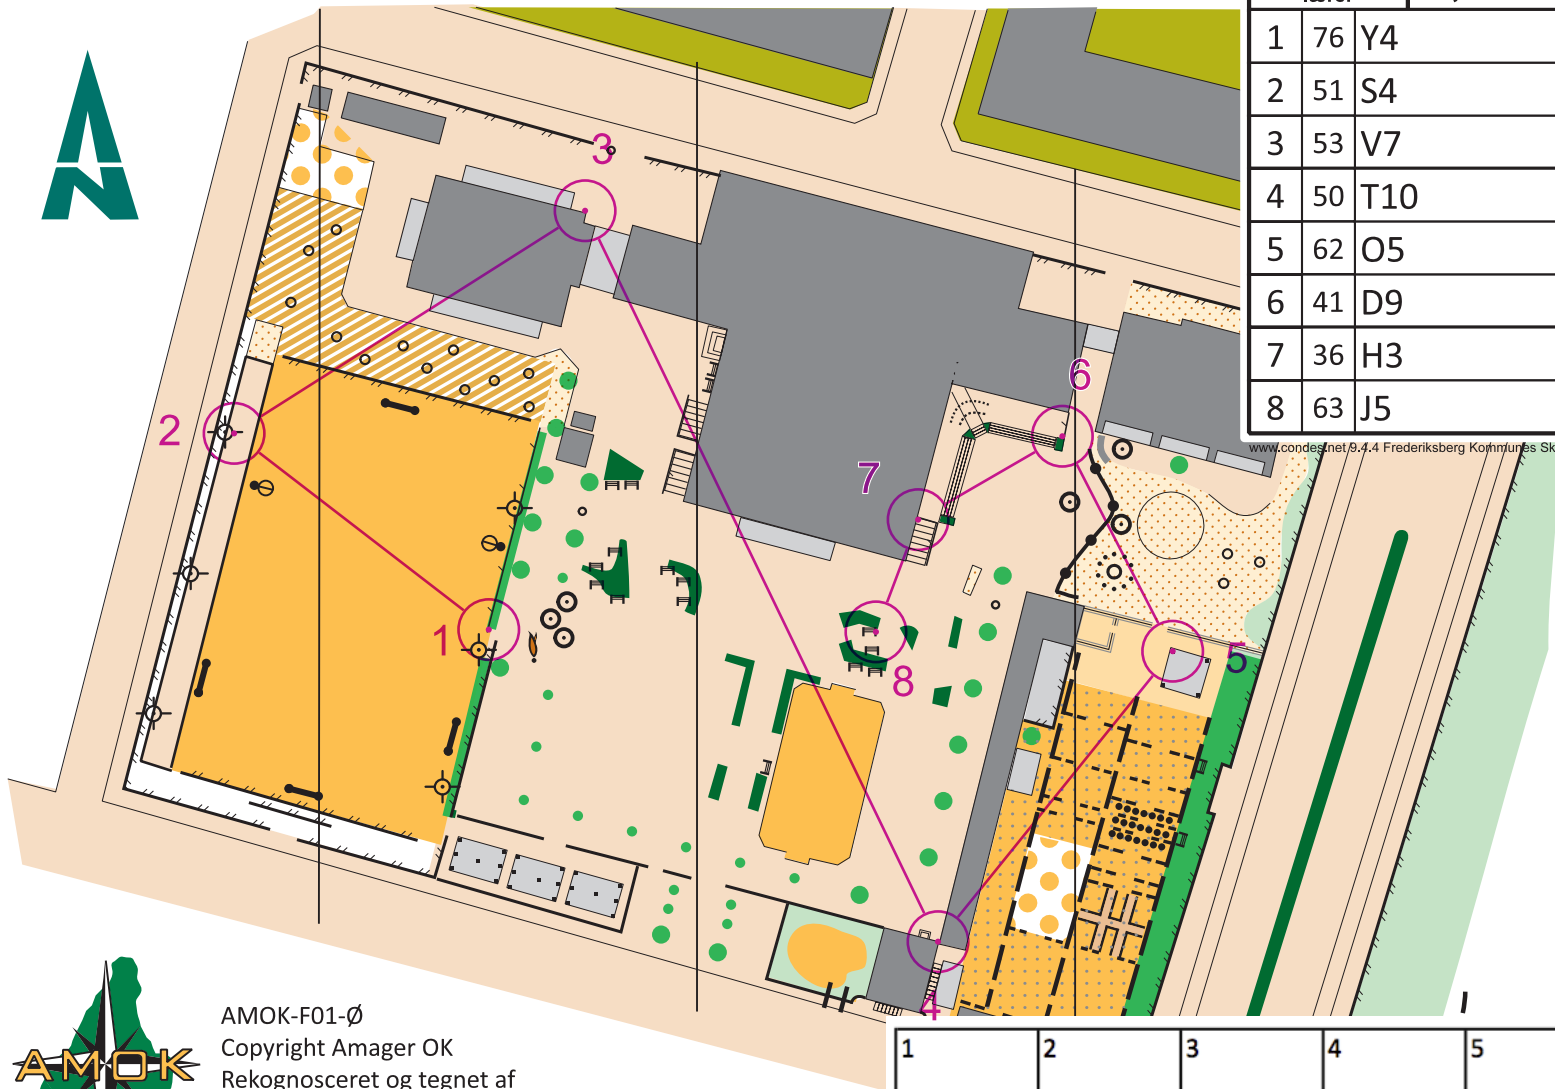 1 76 Y4
2 51 S4
3 53 V7
4 50 T10
5 62 O5
6 41 D9
7 36 H3
8 63 J5
www.condes.net 9.4.4 Frederiksberg Kommunes Sk
3
6
2
7
1
5
8
4
AMOK
AMOK-F01-Ø
Copyright Amager OK
Rekognosceret og tegnet af
1 2 3 4 5